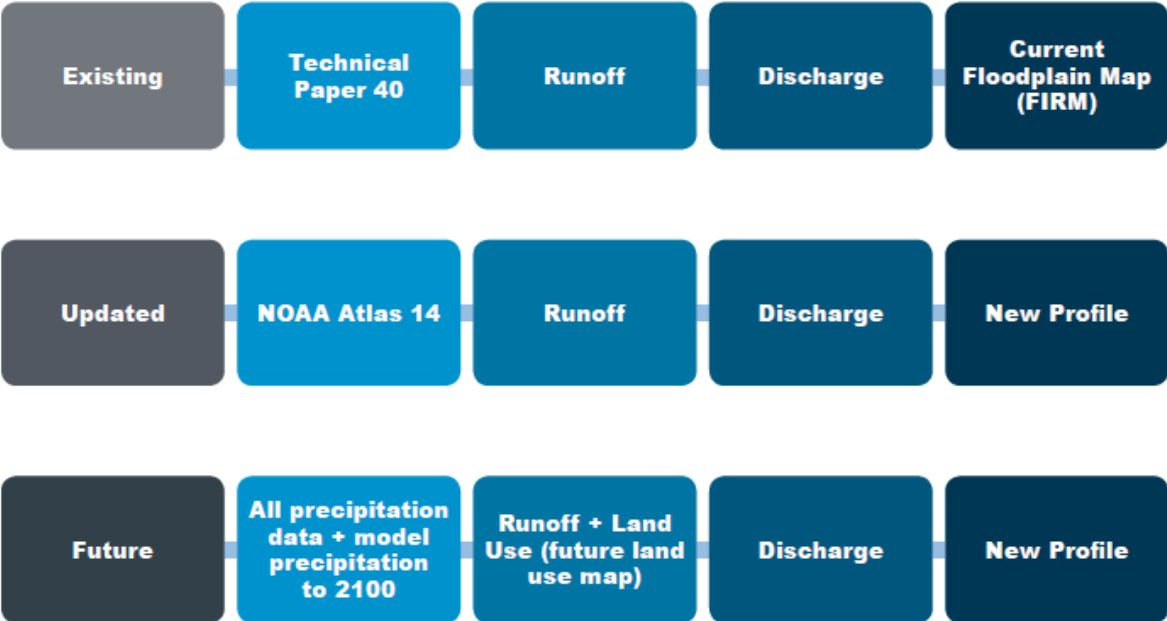 Existing
Technical
Paper 40
Runoff
Discharge
Current
Floodplain Map
(FIRM)
Updated
NOAA Atlas 14
Runoff
Discharge
New Profile
Future
All precipitation
data + model
precipitation
to 2100
Runoff + Land
Use (future land
use map)
Discharge
New Profile